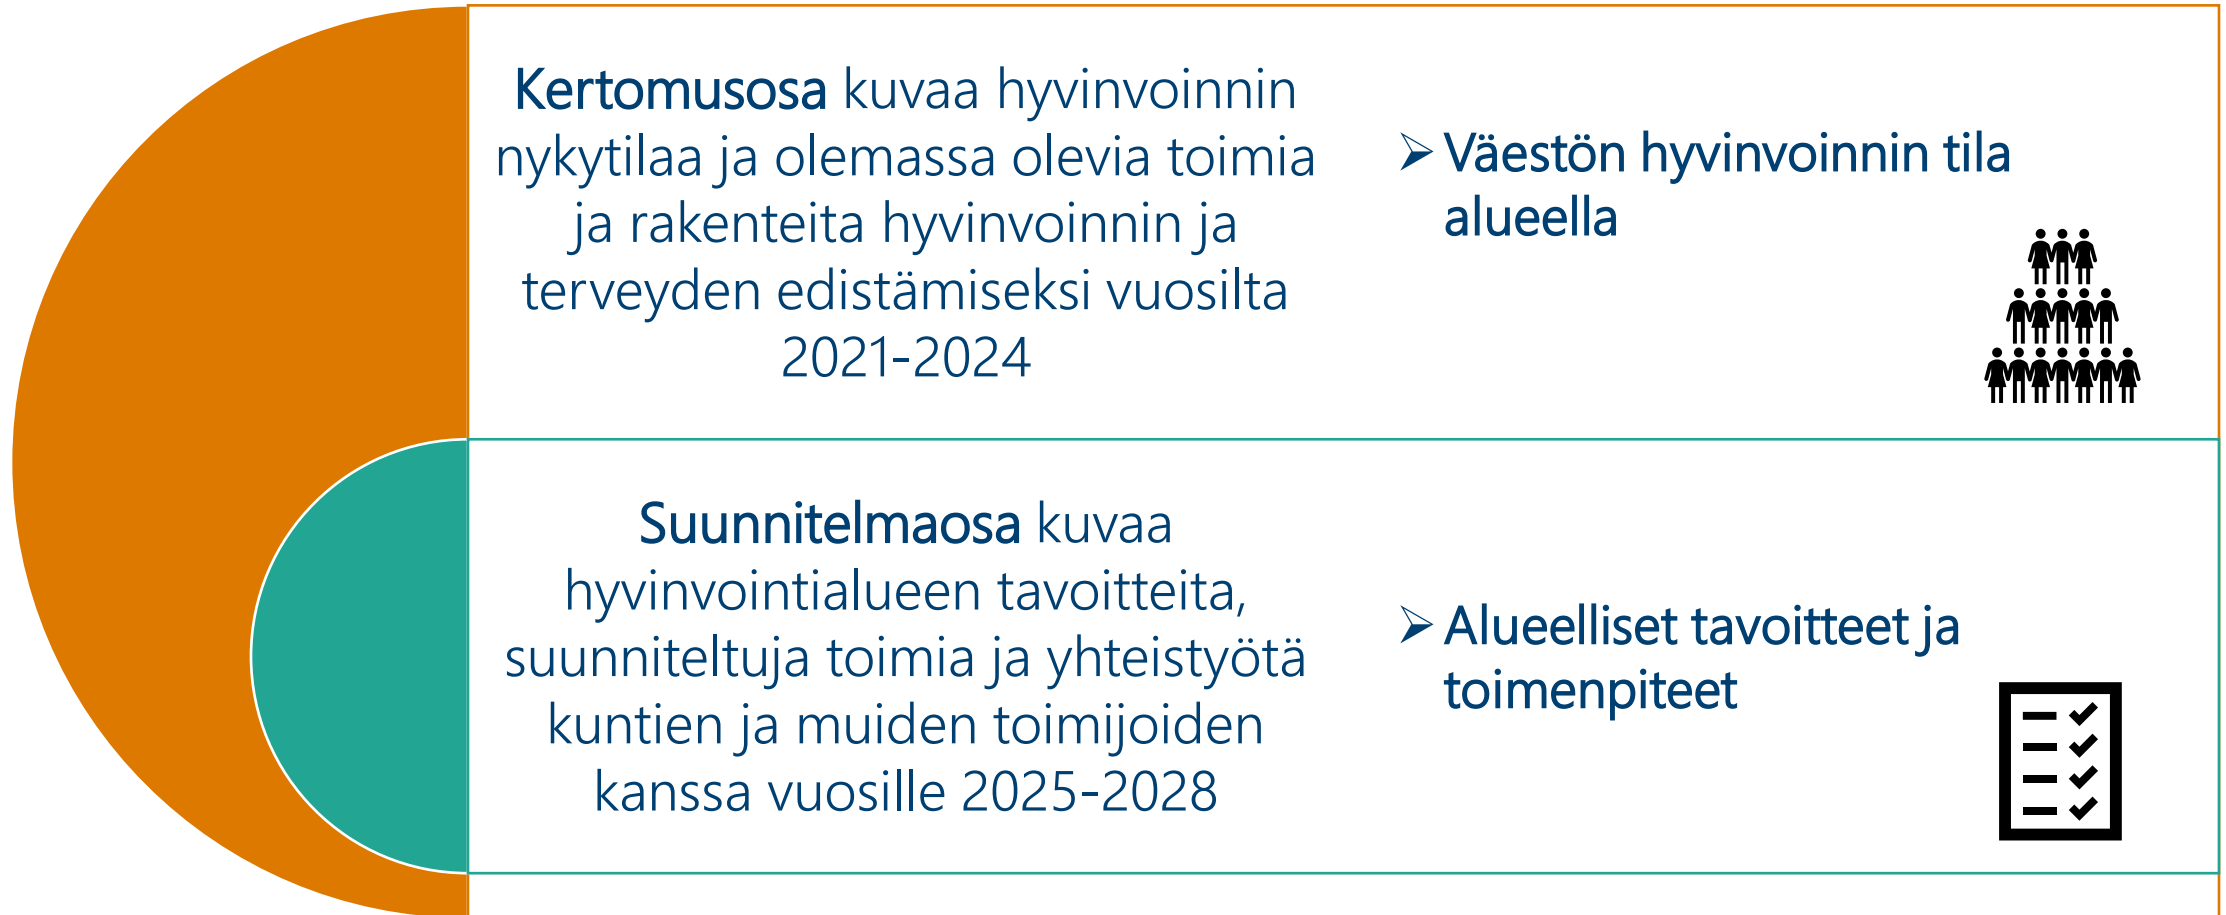 Kertomusosa kuvaa hyvinvoinnin
nykytilaa ja olemassa olevia toimia
ja rakenteita hyvinvoinnin ja
terveyden edistämiseksi vuosilta
2021-2024
➢ Väestön hyvinvoinnin tila
alueella
Suunnitelmaosa kuvaa
hyvinvointialueen tavoitteita,
suunniteltuja toimia ja yhteistyötä
kuntien ja muiden toimijoiden
kanssa vuosille 2025-2028
➢ Alueelliset tavoitteet ja
toimenpiteet